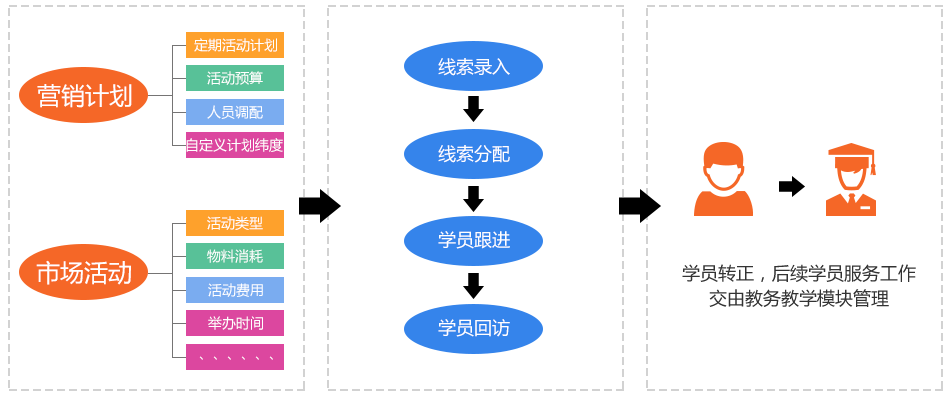 营销计划
定期活动计划
活动预算
人员调配
自定义计划纬度
市场活动
活动类型
物料消耗
活动费用
举办时间
、、、、、、
线索录入
线索分配
学员跟进
学员回访
学员转正，后续学员服务工作
交由教务教学模块管理